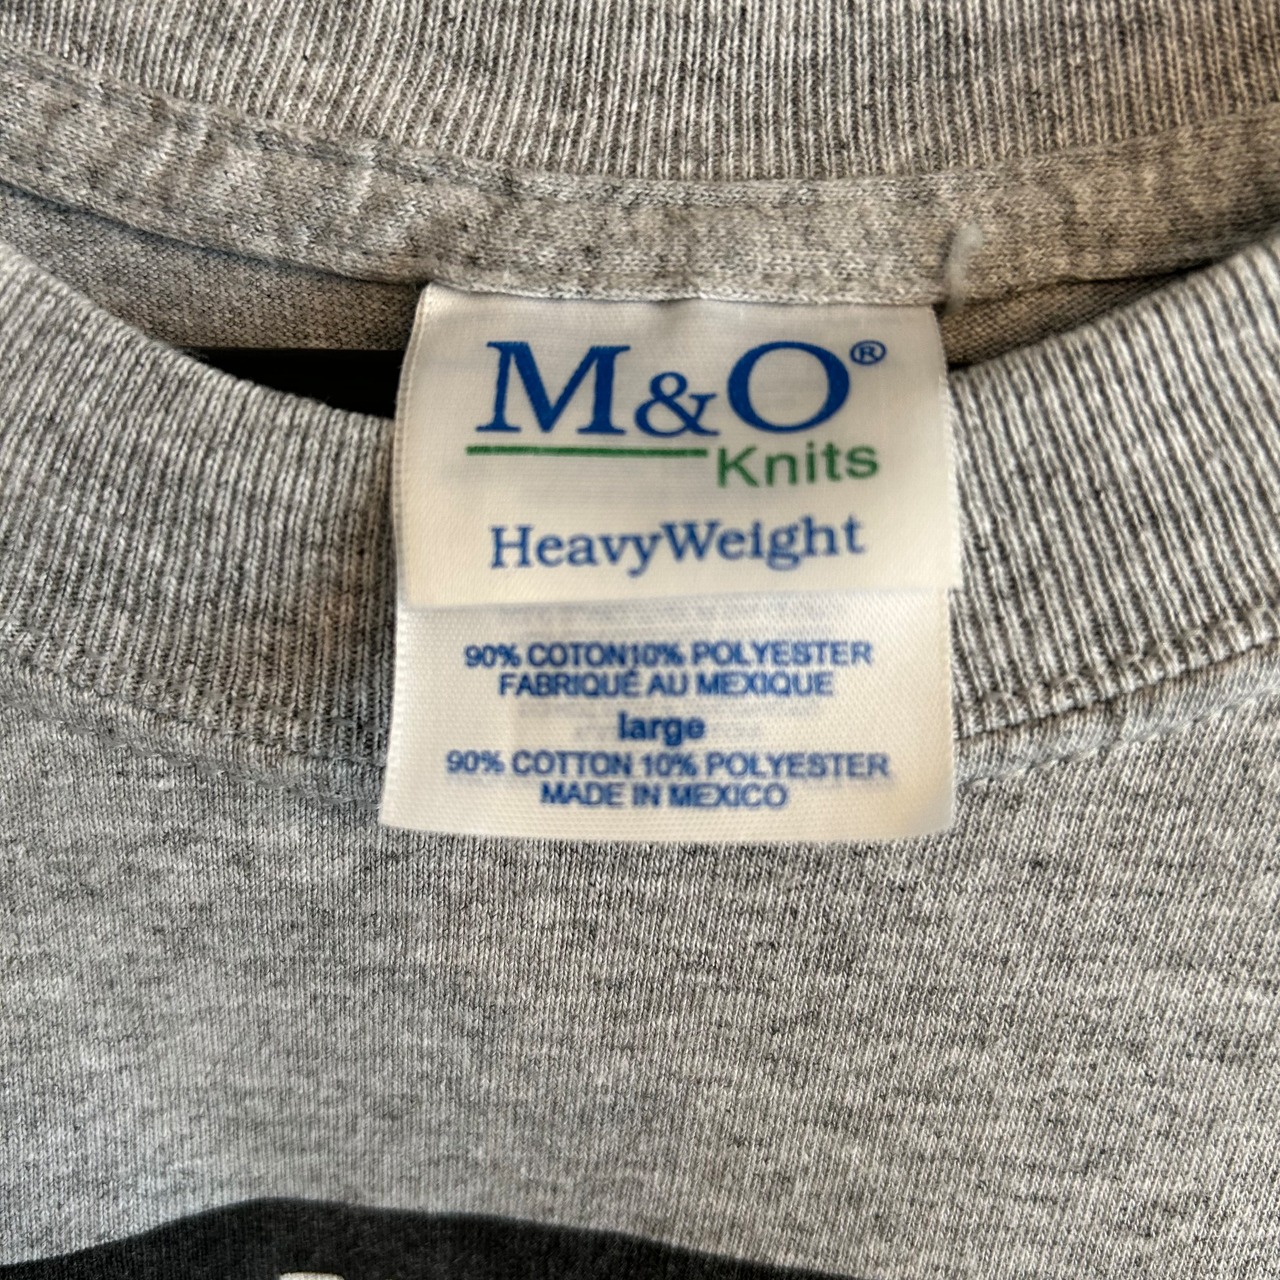 M&O®
Knits
HeavyWeight
90% COTON10% POLYESTER
FABRIQUÉ AU MEXIQUE
large
90% COTTON 10% POLYESTER
MADE IN MEXICO